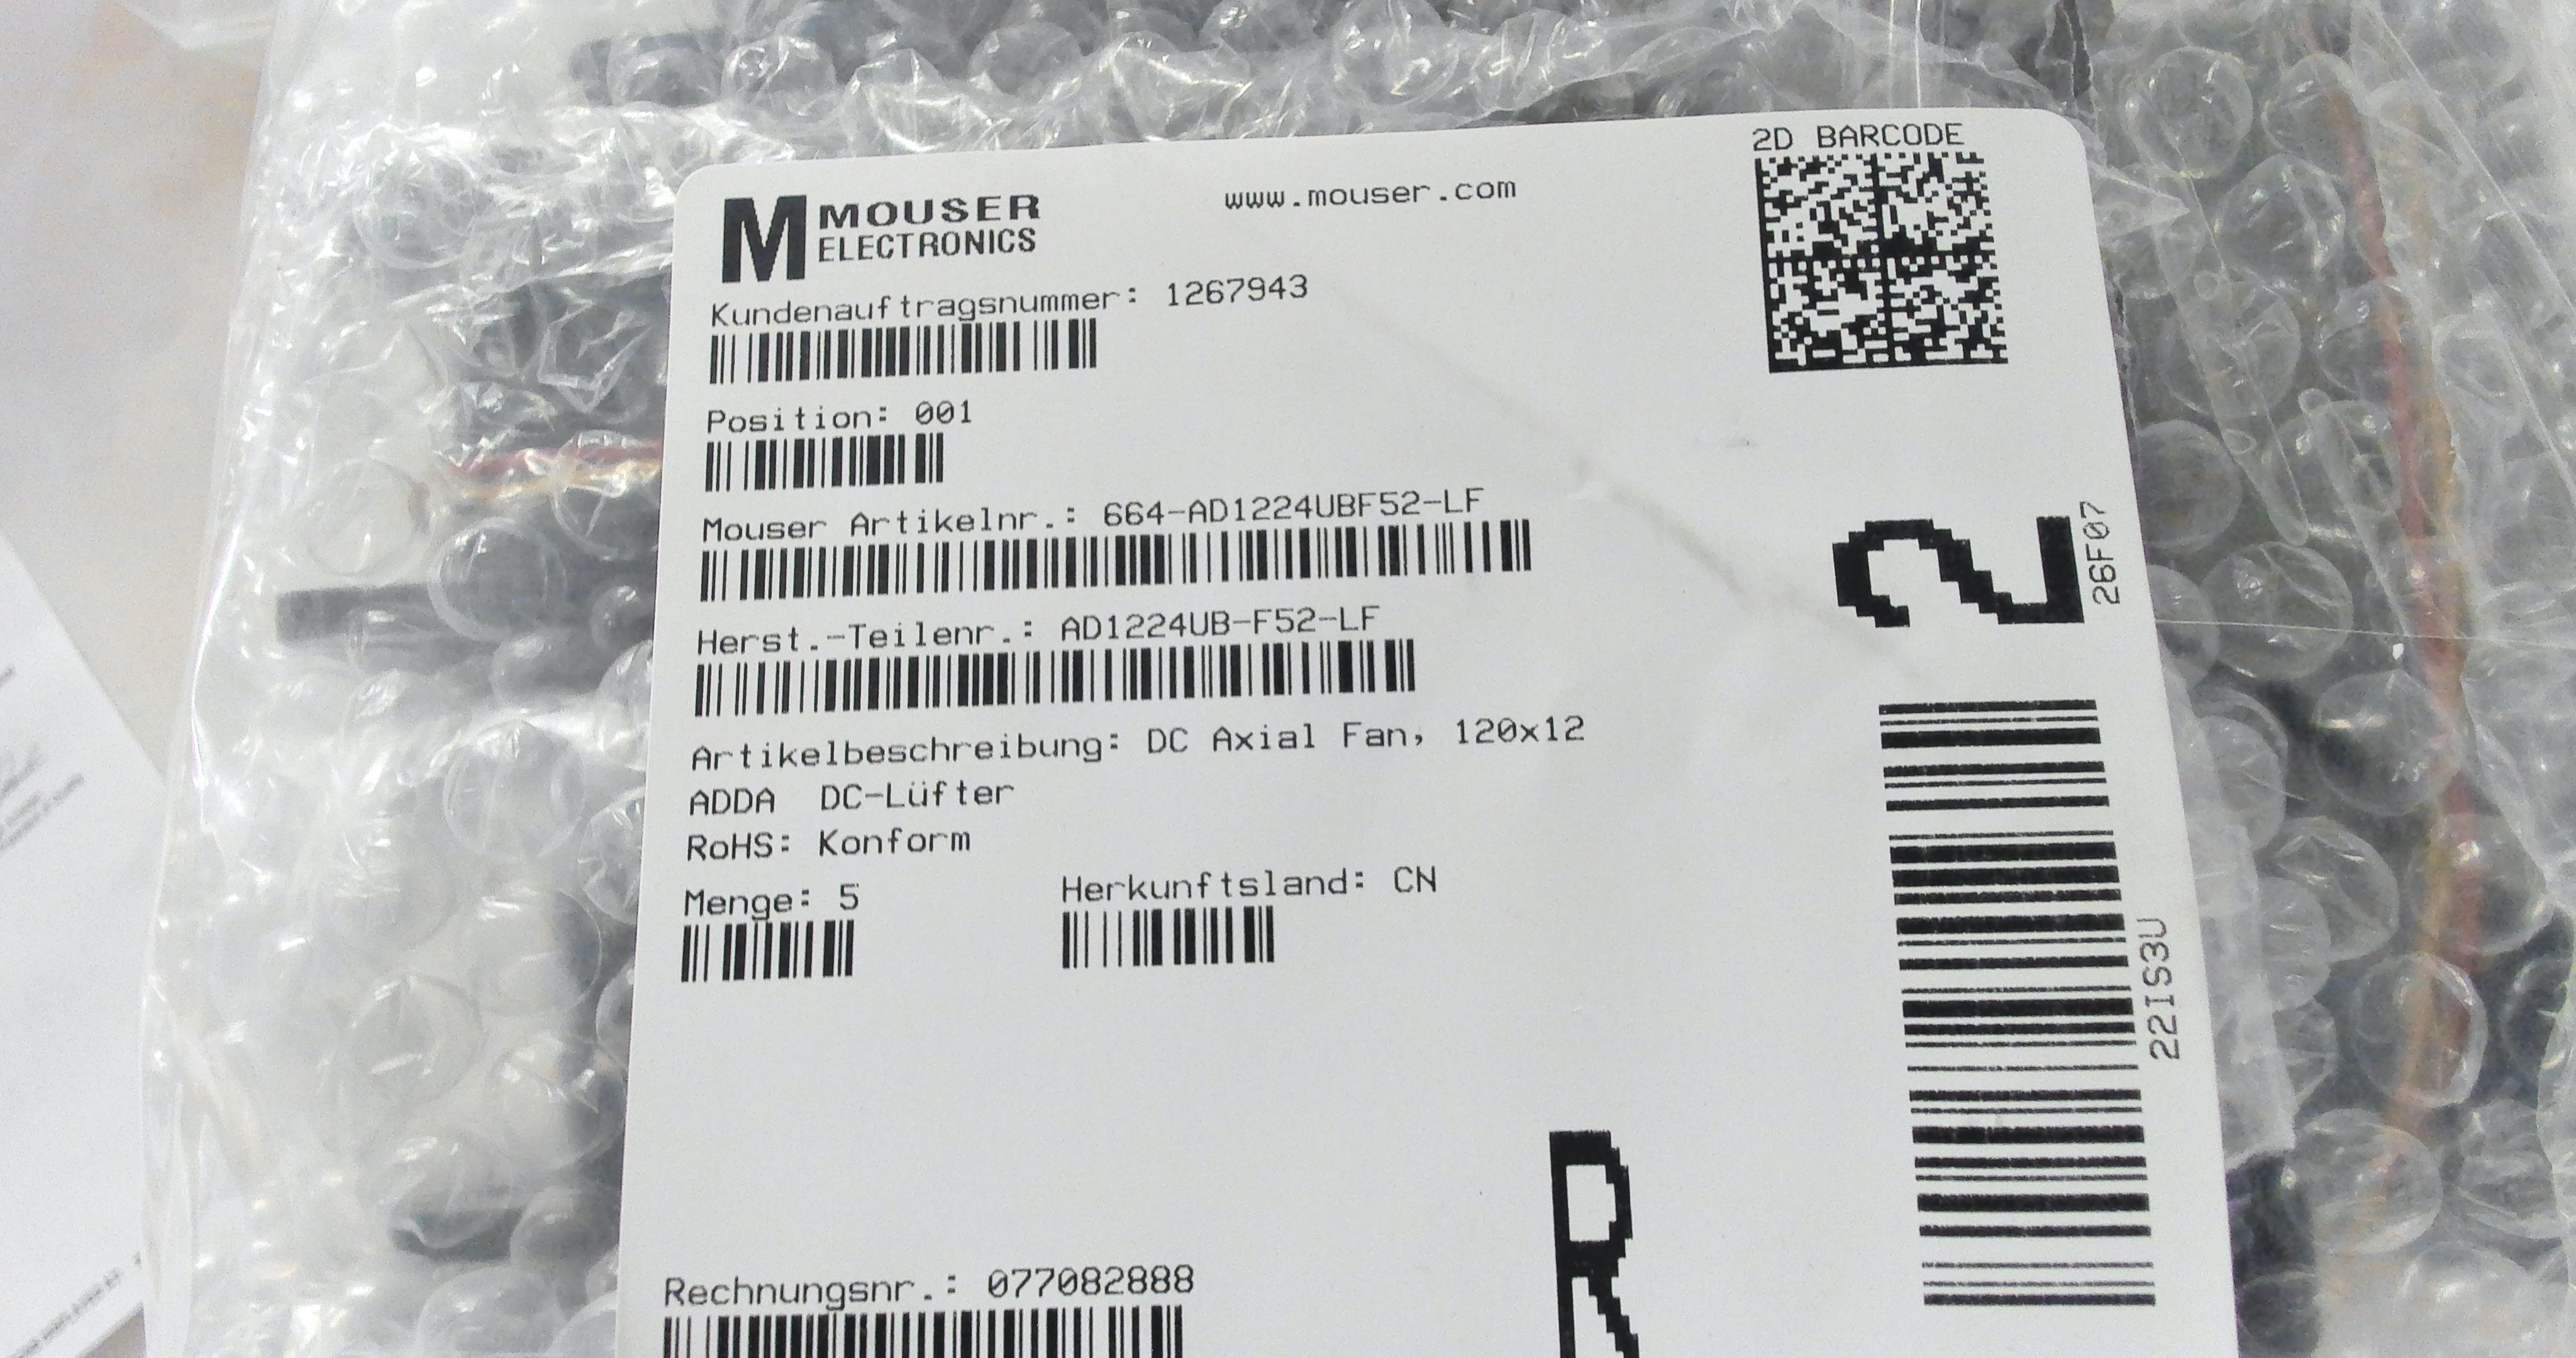 2D BARCODE
MOUSER
ELECTRONICS
www.mouser.com
Kundenauftragsnummer: 1267943
Position: 001
Mouser Artikelnr.: 664-AD1224UBF52-LF
Herst.-Teilenr.: AD1224UB-F52-LF
Artikelbeschreibung: DC Axial Fan, 120x12
ADDA DC-Lüfter
RoHS: Konform
Menge: 5 Herkunftsland: CN
Rechnungsnr.: 077082888
R
2
26F07
22IS3U